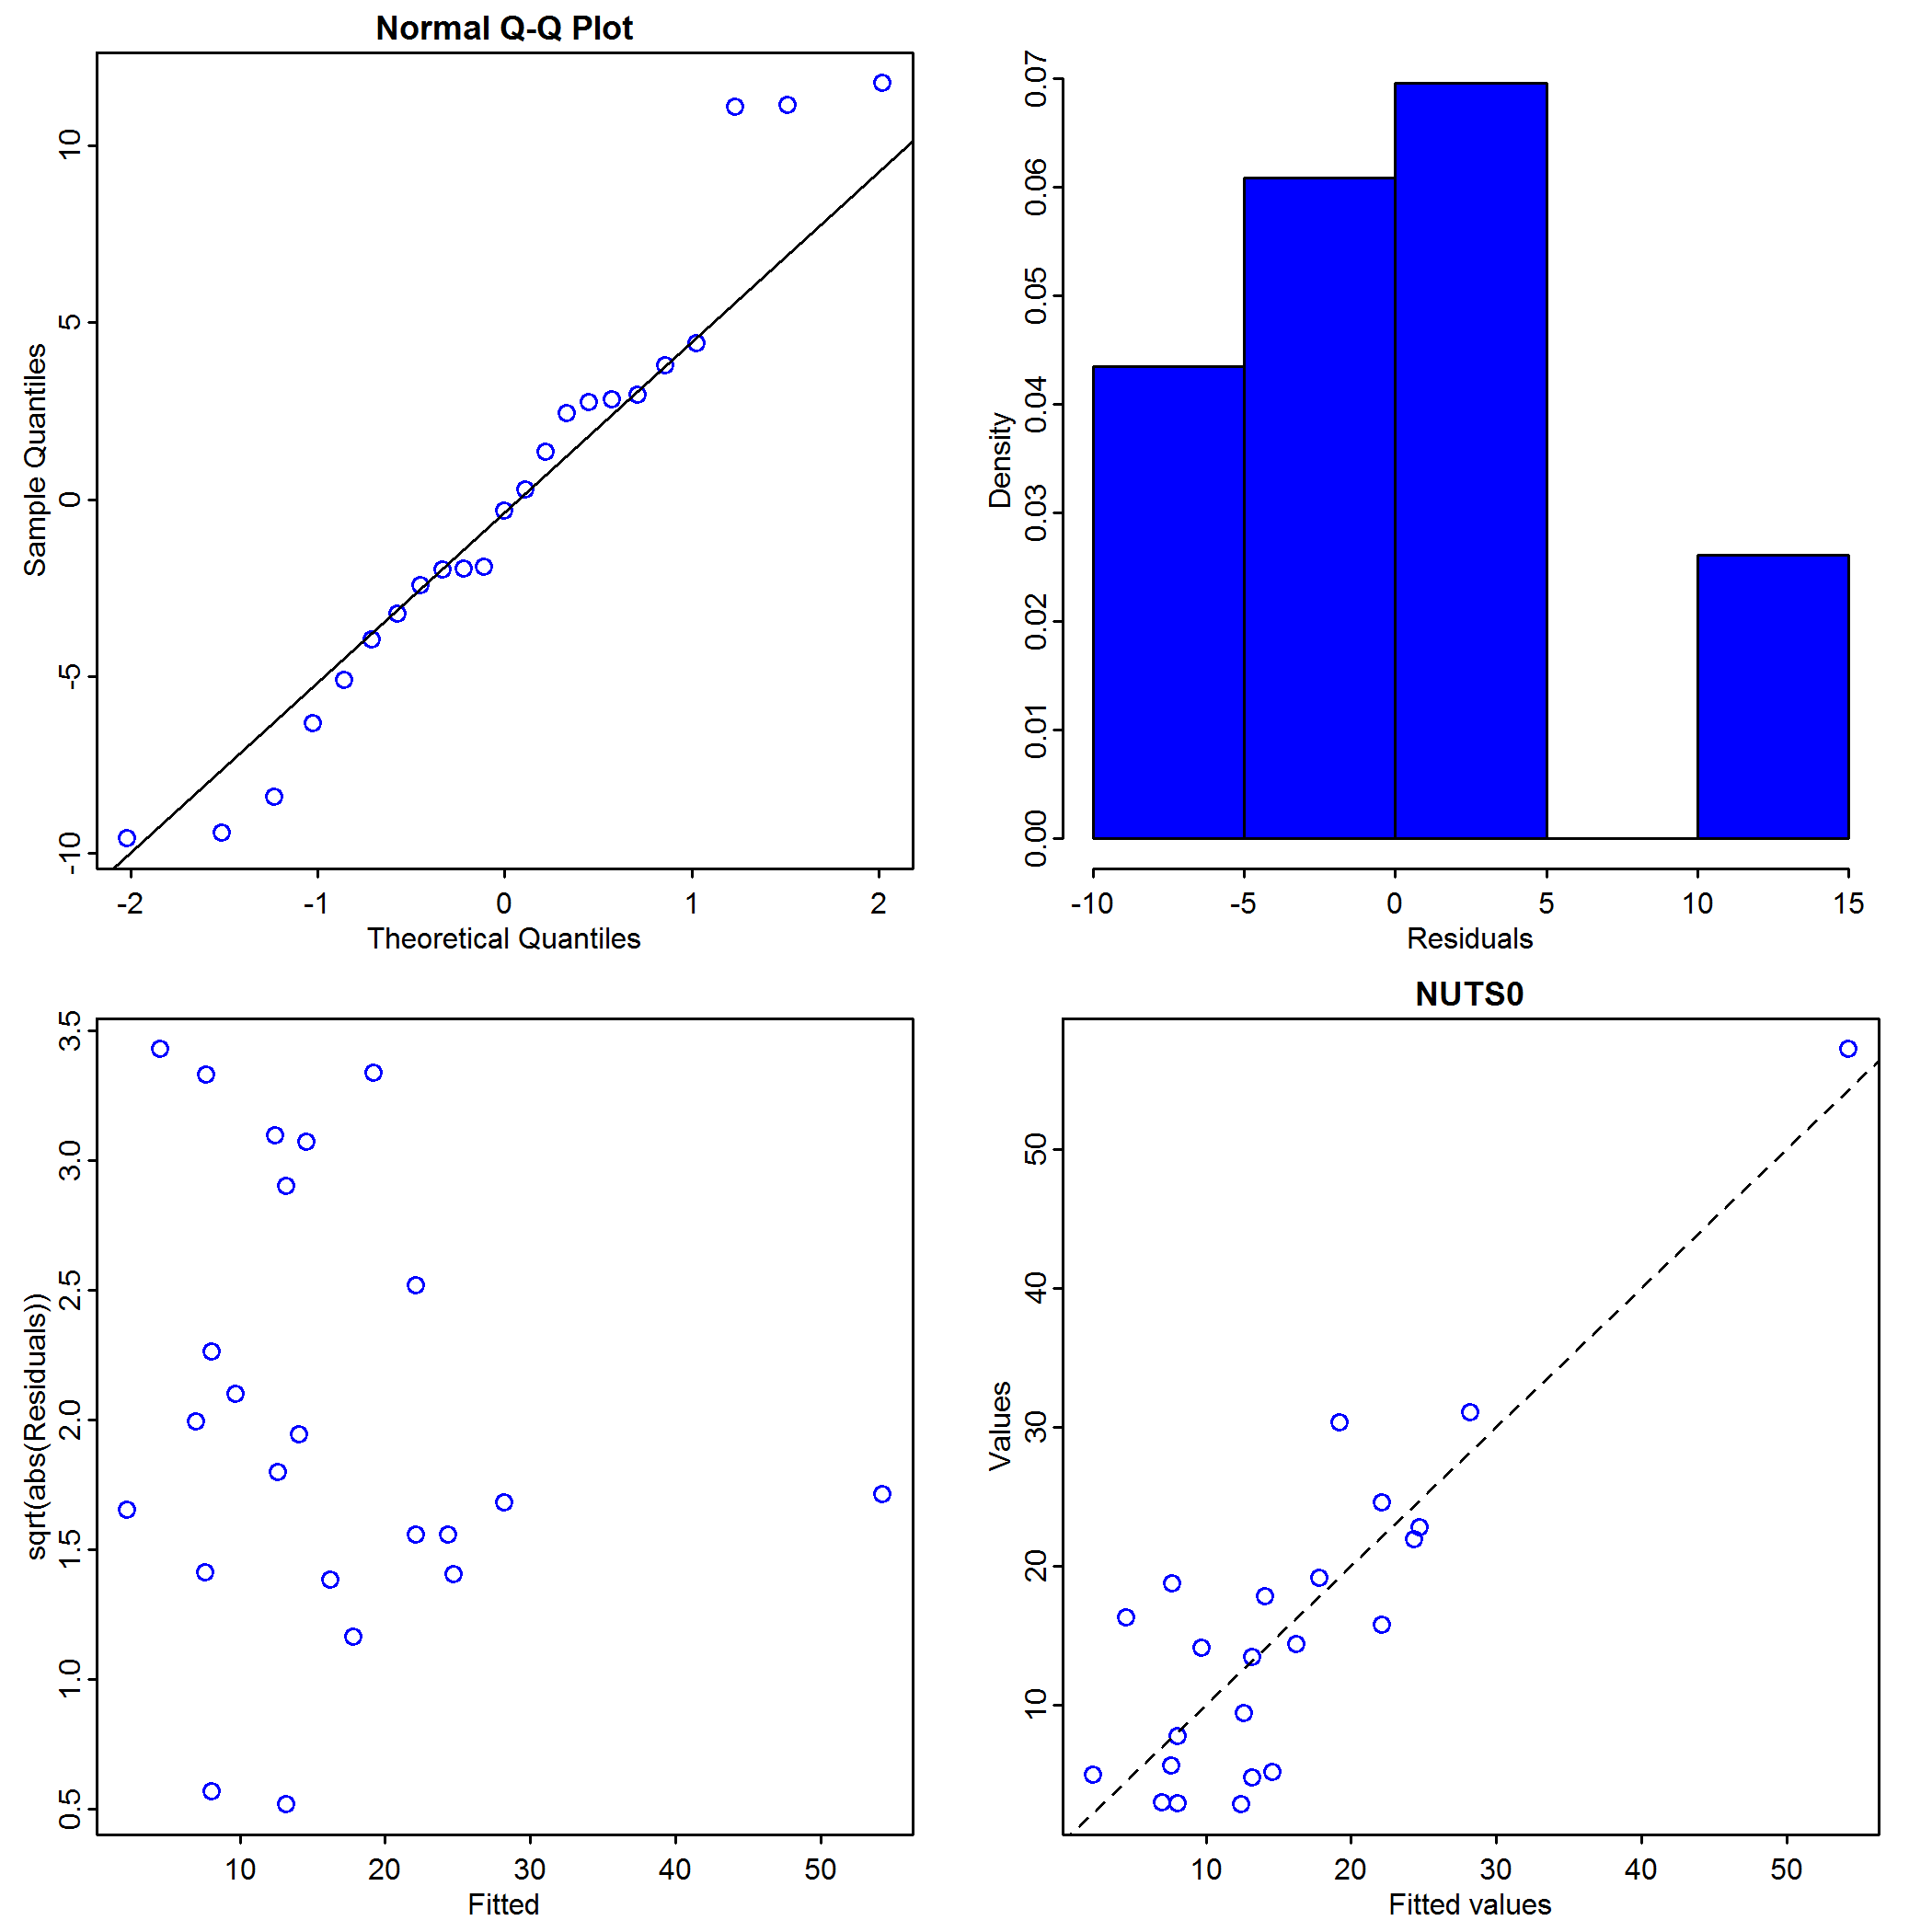 Normal Q-Q Plot
Sample Quantiles
10
5
0
-5
-10
-2 -1 0 1 2
Theoretical Quantiles
Density
0.07
0.06
0.05
0.04
0.03
0.02
0.01
0.00
-10 -5 0 5 10 15
Residuals
sqrt(abs(Residuals))
3.5
3.0
2.5
2.0
1.5
1.0
0.5
10 20 30 40 50
Fitted
NUTS0
Values
50
40
30
20
10
10 20 30 40 50
Fitted values